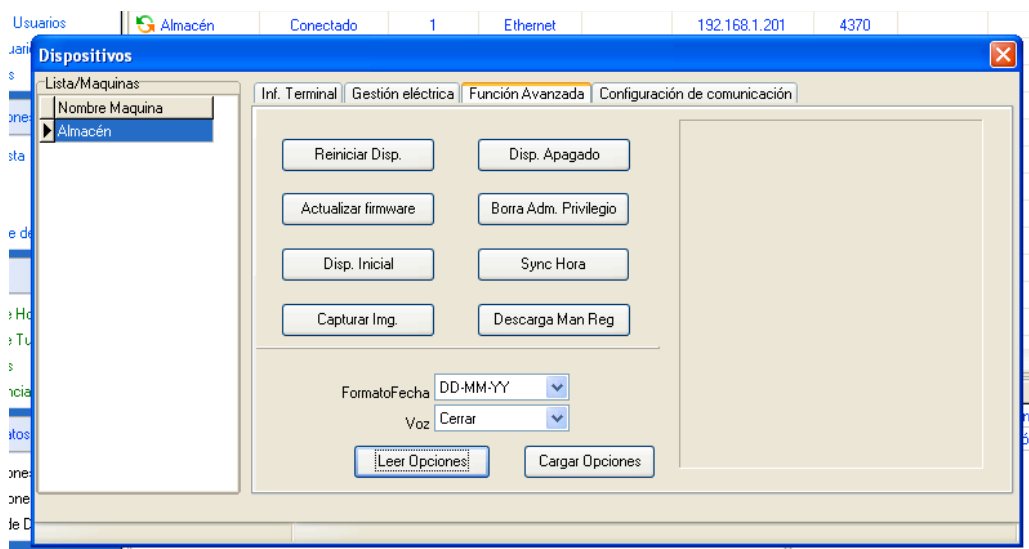 Usuarios
Almacén Conectado 1 Ethernet 192.168.1.201 4370
Dispositivos
Lista/Maquinas
Nombre Maquina
Almacén
Inf. Terminal Gestión eléctrica Función Avanzada Configuración de comunicación
Reiniciar Disp. Disp. Apagado
Actualizar firmware Borra Adm. Privilegio
Disp. Inicial Sync Hora
Capturar Img. Descarga Man Reg
FormatoFecha DD-MM-YY
Voz Cerrar
Leer Opciones Cargar Opciones